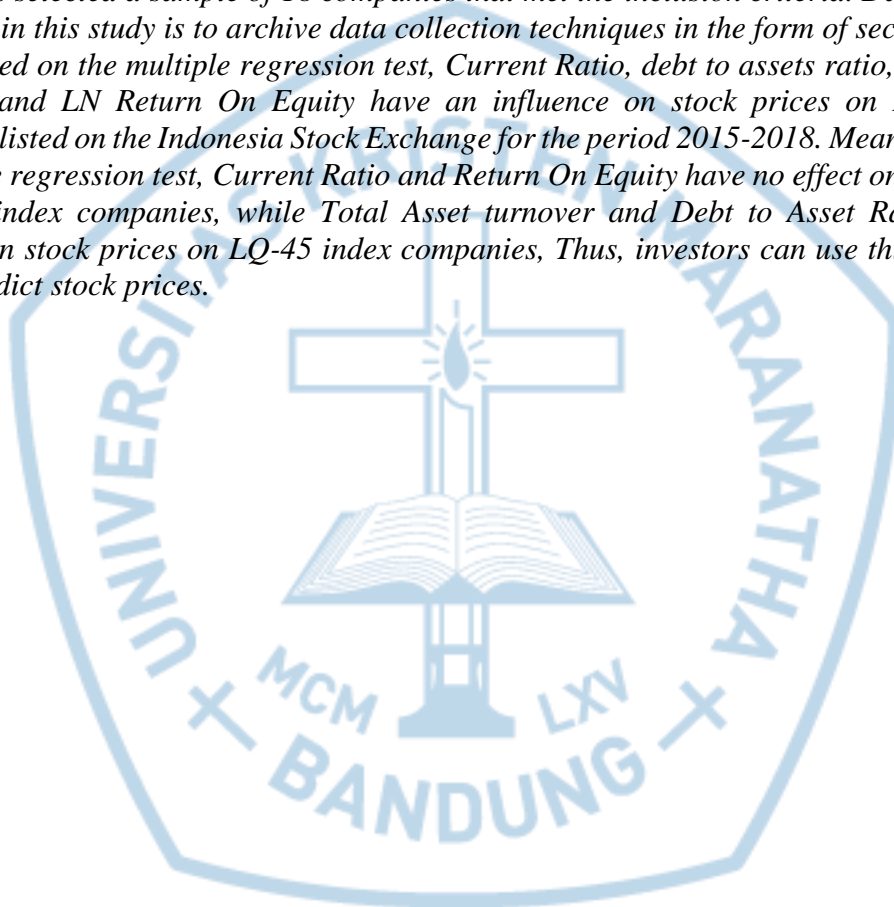 selected a sample of 18 companies that met the inclusion criteria.
in this study is to archive data collection techniques in the form of sec
ed on the multiple regression test, Current Ratio, debt to assets ratio,
and LN Return On Equity have an influence on stock prices on
listed on the Indonesia Stock Exchange for the period 2015-2018. Mean
e regression test, Current Ratio and Return On Equity have no effect on
index companies, while Total Asset turnover and Debt to Asset Ra
n stock prices on LQ-45 index companies, Thus, investors can use th
dict stock prices.
UNIVERSITAS KRISTEN MARANATHA
MCM LXV
BANDUNG